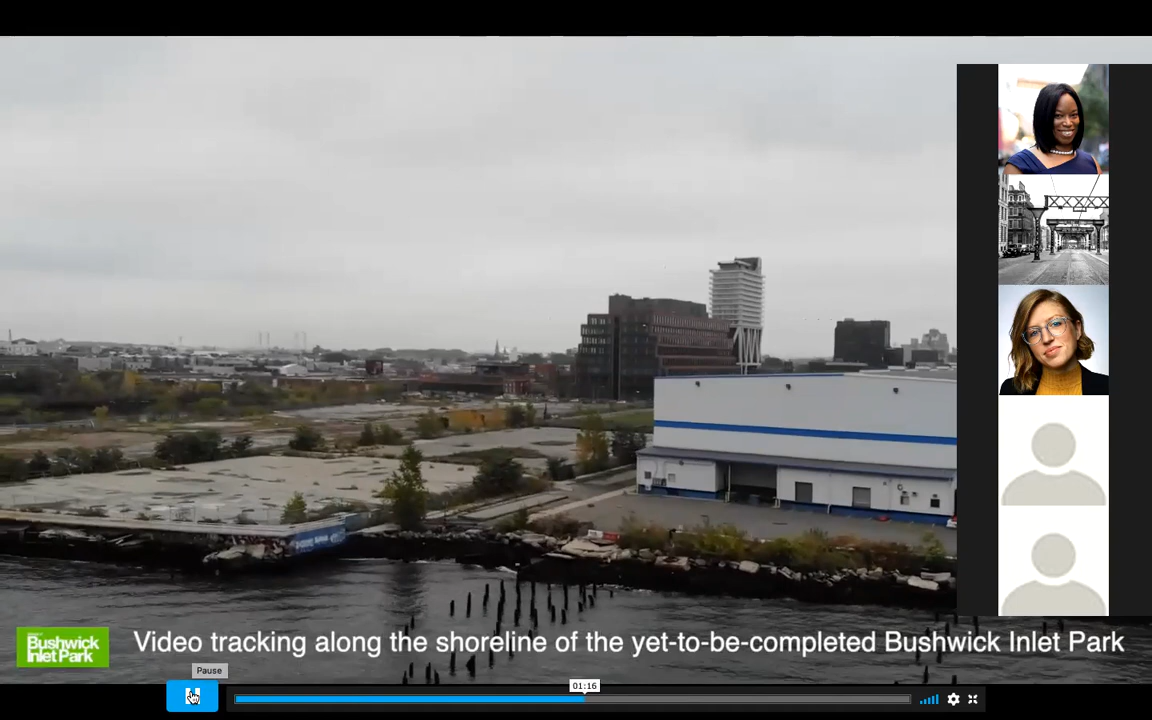 Bushwick
Inlet Park
Video tracking along the shoreline of the yet-to-be-completed Bushwick Inlet Park
Pause
01:16